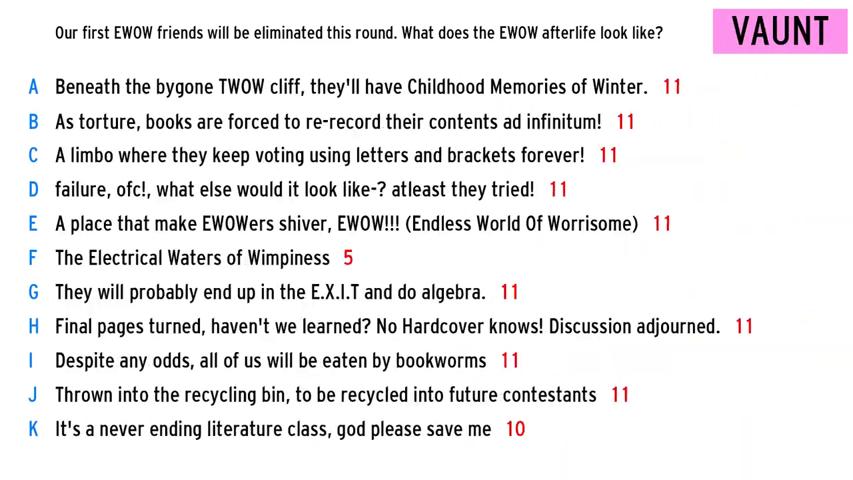 Our first EWOW friends will be eliminated this round. What does the EWOW afterlife look like?
VAUNT
A Beneath the bygone TWOW cliff, they'll have Childhood Memories of Winter. 11
B As torture, books are forced to re-record their contents ad infinitum! 11
C A limbo where they keep voting using letters and brackets forever! 11
D failure, ofc!, what else would it look like-? atleast they tried! 11
E A place that make EWOWers shiver, EWOW!!! (Endless World Of Worrisome) 11
F The Electrical Waters of Wimpiness 5
G They will probably end up in the E.X.I.T and do algebra. 11
H Final pages turned, haven't we learned? No Hardcover knows! Discussion adjourned. 11
I Despite any odds, all of us will be eaten by bookworms 11
J Thrown into the recycling bin, to be recycled into future contestants 11
K It's a never ending literature class, god please save me 10